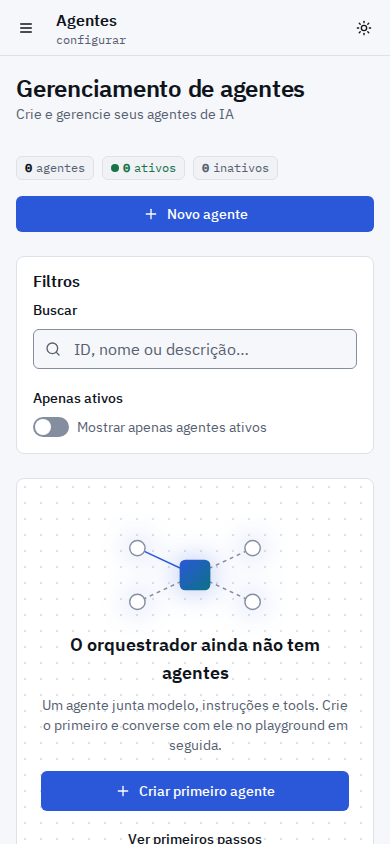 Agentes
configurar
Gerenciamento de agentes
Crie e gerencie seus agentes de IA
0 agentes
0 ativos
0 inativos
Novo agente
Filtros
Buscar
ID, nome ou descrição...
Apenas ativos
Mostrar apenas agentes ativos
O orquestrador ainda não tem
agentes
Um agente junta modelo, instruções e tools. Crie
o primeiro e converse com ele no playground em
seguida.
Criar primeiro agente
Ver primeiros passos